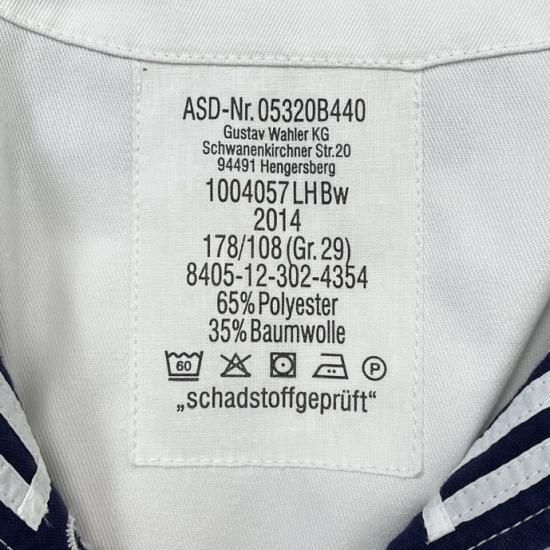 ASD-Nr. 05320B440
Gustav Wahler KG
Schwanenkirchner Str.20
94491 Hengersberg
1004057 LHBw
2014
178/108 (Gr. 29)
8405-12-302-4354
65% Polyester
35% Baumwolle
60 P
„schadstoffgeprüft“